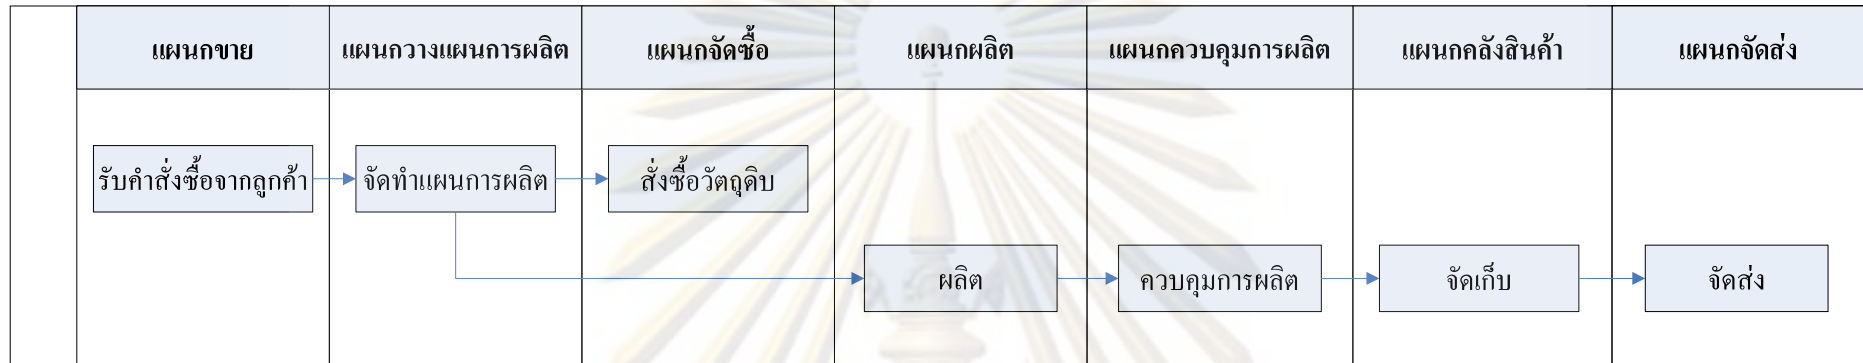 แผนกขาย
แผนกวางแผนการผลิต
แผนกจัดซื้อ
แผนกผลิต
แผนกควบคุมการผลิต
แผนกคลังสินค้า
แผนกจัดส่ง
รับคำสั่งซื้อจากลูกค้า
จัดทำแผนการผลิต
สั่งซื้อวัตถุดิบ
ผลิต
ควบคุมการผลิต
จัดเก็บ
จัดส่ง